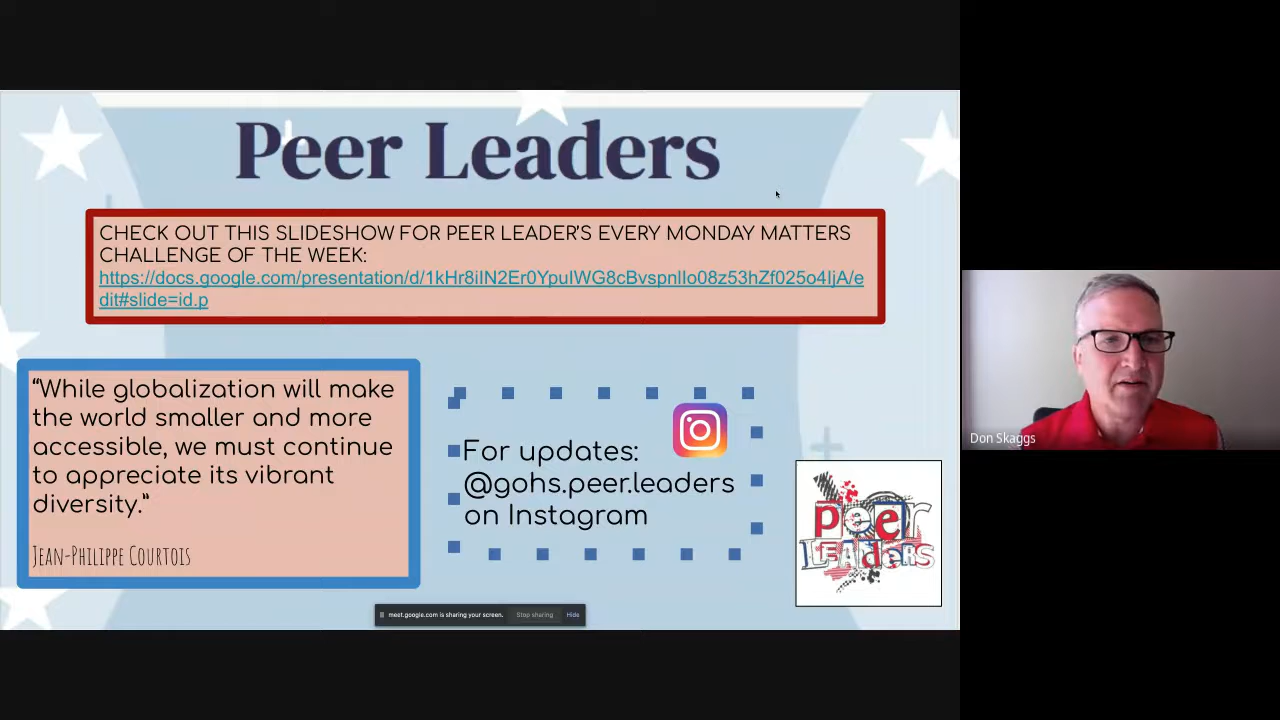 Peer Leaders
CHECK OUT THIS SLIDESHOW FOR PEER LEADER'S EVERY MONDAY MATTERS
CHALLENGE OF THE WEEK:
https://docs.google.com/presentation/d/1kHr8iIN2Er0YpuIWG8cBvspnlIo08z53hZf025o4IjA/e
dit#slide=id.p
“While globalization will make
the world smaller and more
accessible, we must continue
to appreciate its vibrant
diversity.”
Jean-Philippe Courtois
For updates:
@gohs.peer.leaders
on Instagram
peer
LEADers
meet.google.com is sharing your screen.
Stop sharing
Hide
Don Skaggs